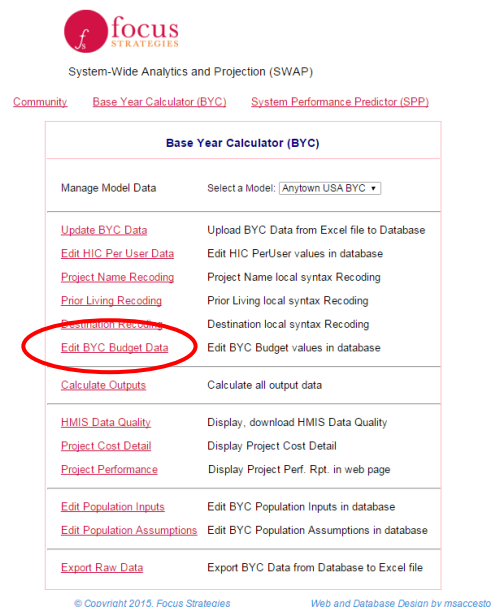 fs focus
STRATEGIES
System-Wide Analytics and Projection (SWAP)
Community Base Year Calculator (BYC) System Performance Predictor (SPP)
Base Year Calculator (BYC)
Manage Model Data Select a Model: Anytown USA BYC
Update BYC Data Upload BYC Data from Excel file to Database
Edit HIC Per User Data Edit HIC PerUser values in database
Project Name Recoding Project Name local syntax Recoding
Prior Living Recoding Prior Living local syntax Recoding
Destination Recoding Destination local syntax Recoding
Edit BYC Budget Data Edit BYC Budget values in database
Calculate Outputs Calculate all output data
HMIS Data Quality Display, download HMIS Data Quality
Project Cost Detail Display Project Cost Detail
Project Performance Display Project Perf. Rpt. in web page
Edit Population Inputs Edit BYC Population Inputs in database
Edit Population Assumptions Edit BYC Population Assumptions in database
Export Raw Data Export BYC Data from Database to Excel file
© Copyright 2015, Focus Strategies Web and Database Design by msaccesto